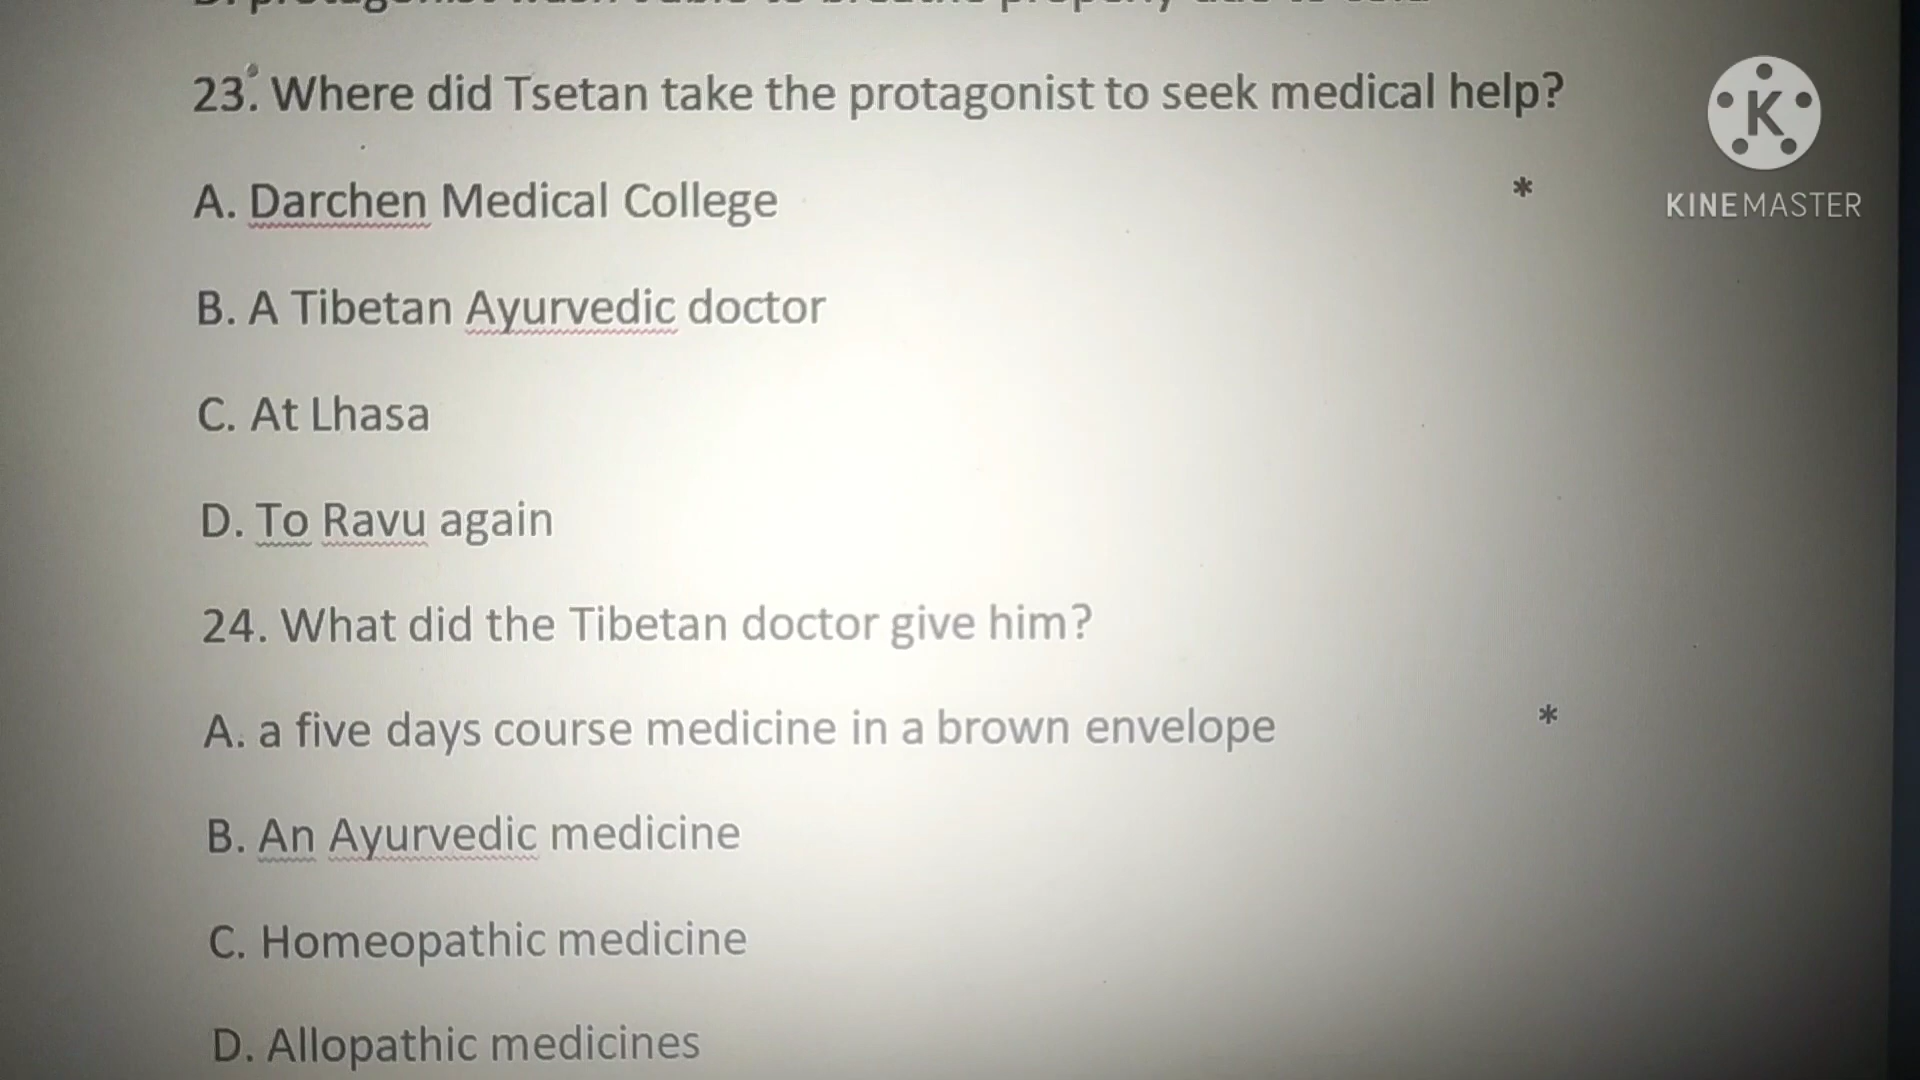 23. Where did Tsetan take the protagonist to seek medical help?
A. Darchen Medical College *
B. A Tibetan Ayurvedic doctor
C. At Lhasa
D. To Ravu again
24. What did the Tibetan doctor give him?
A. a five days course medicine in a brown envelope *
B. An Ayurvedic medicine
C. Homeopathic medicine
D. Allopathic medicines
K
KINEMASTER